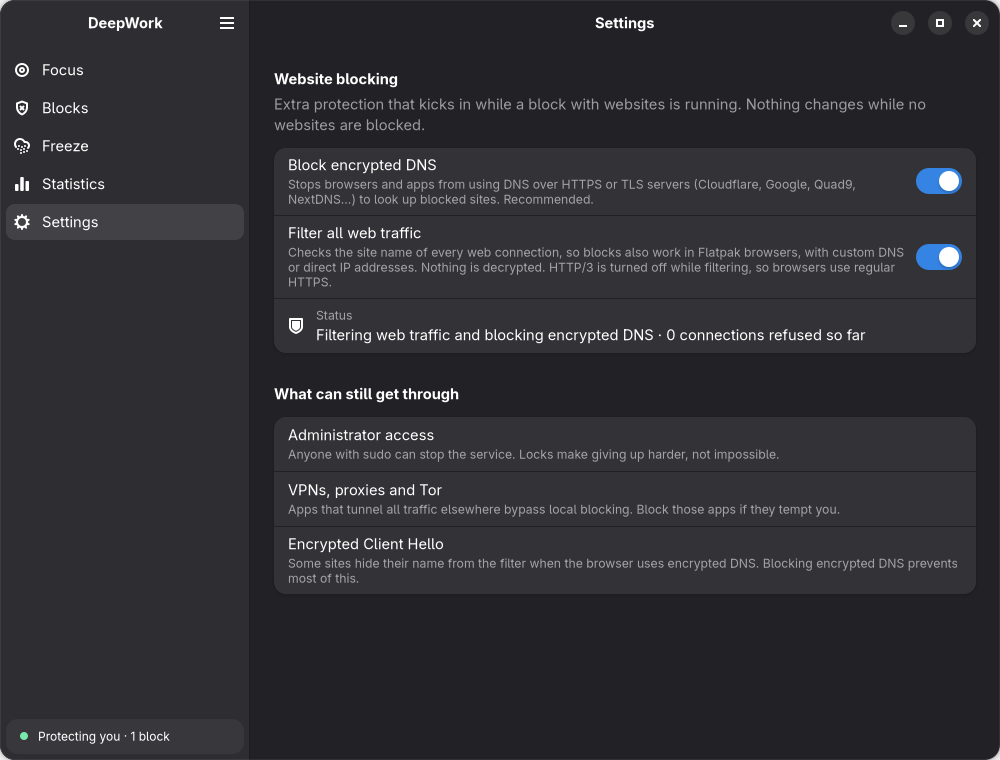 DeepWork
Focus
Blocks
Freeze
Statistics
Settings
Protecting you · 1 block
Settings
Website blocking
Extra protection that kicks in while a block with websites is running. Nothing changes while no
websites are blocked.
Block encrypted DNS
Stops browsers and apps from using DNS over HTTPS or TLS servers (Cloudflare, Google, Quad9,
NextDNS…) to look up blocked sites. Recommended.
Filter all web traffic
Checks the site name of every web connection, so blocks also work in Flatpak browsers, with custom DNS
or direct IP addresses. Nothing is decrypted. HTTP/3 is turned off while filtering, so browsers use regular
HTTPS.
Status
Filtering web traffic and blocking encrypted DNS · 0 connections refused so far
What can still get through
Administrator access
Anyone with sudo can stop the service. Locks make giving up harder, not impossible.
VPNs, proxies and Tor
Apps that tunnel all traffic elsewhere bypass local blocking. Block those apps if they tempt you.
Encrypted Client Hello
Some sites hide their name from the filter when the browser uses encrypted DNS. Blocking encrypted DNS prevents
most of this.